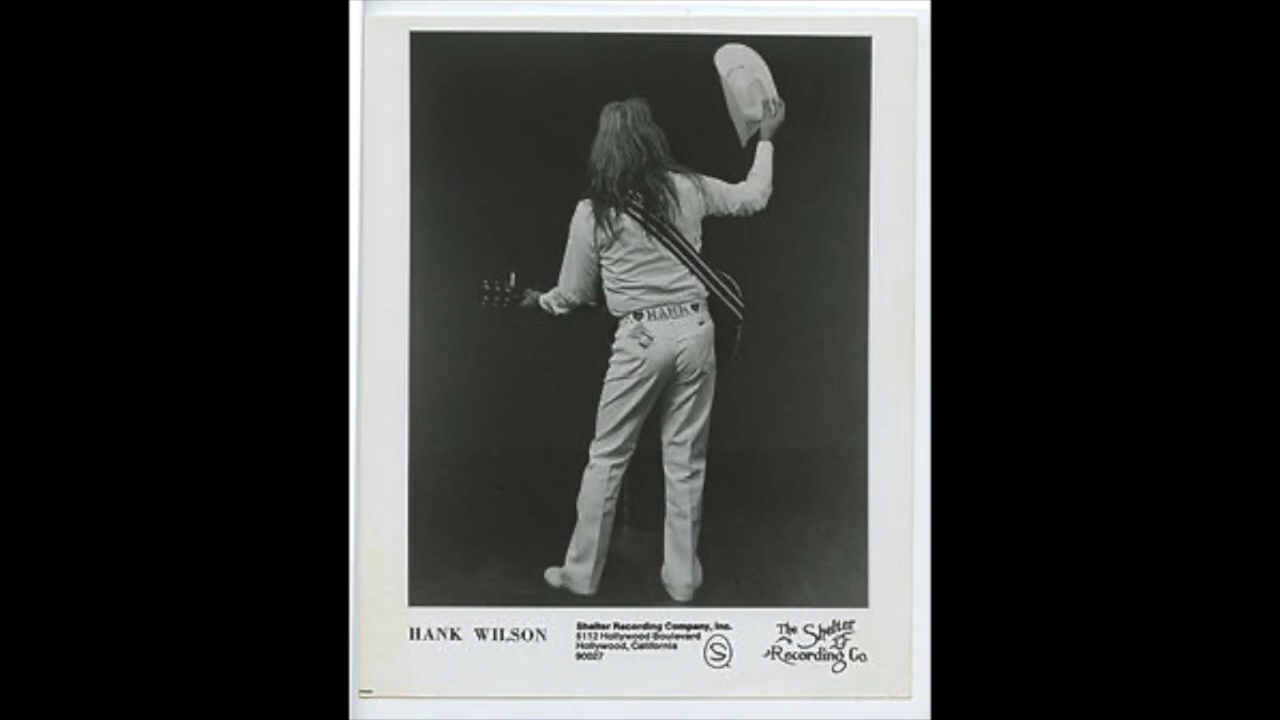 HANK
HANK WILSON
Shelter Recording Company, Inc.
5112 Hollywood Boulevard
Hollywood, California
90027
S
The Shelter
Recording Co.